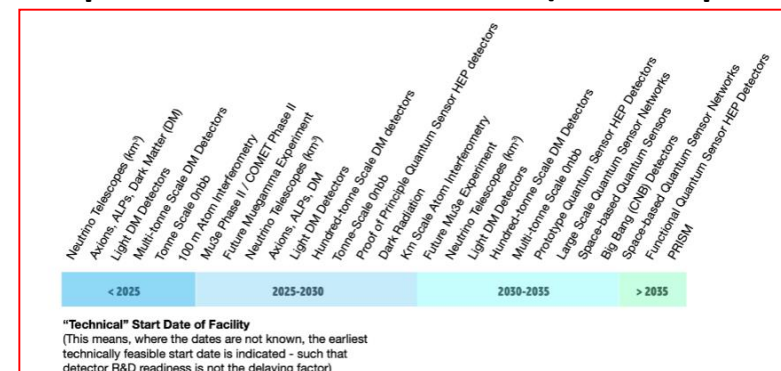 Neutrino Telescopes (km³)
Axions, ALPs, Dark Matter (DM)
Light DM Detectors
Multi-tonne Scale DM Detectors
Tonne Scale 0nbb
100 m Atom Interferometry
Mu3e Phase II / COMET Phase II
Future Muegamma Experiment
Neutrino Telescopes (km³)
Axions, ALPs, DM
Light DM Detectors
Hundred-tonne Scale DM detectors
Tonne-Scale 0nbb
Proof of Principle Quantum Sensor HEP detectors
Dark Radiation
Km Scale Atom Interferometry
Future Mu3e Experiment
Neutrino Telescopes (km³)
Light DM Detectors
Hundred-tonne Scale DM Detectors
Multi-tonne Scale 0nbb
Prototype Quantum Sensor HEP Detectors
Large Scale Quantum Sensor Networks
Space-based Quantum Sensors
Big Bang (CNB) Detectors
Space-based Quantum Sensor Networks
Functional Quantum Sensor HEP Detectors
PRISM
< 2025
2025-2030
2030-2035
> 2035
"Technical" Start Date of Facility
(This means, where the dates are not known, the earliest
technically feasible start date is indicated - such that
detector R&D readiness is not the delaying factor)